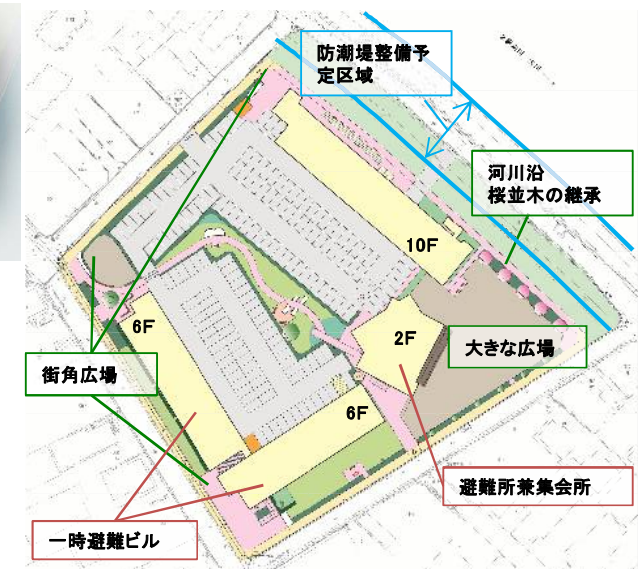 防潮堤整備予
定区域
河川沿
桜並木の継承
10F
6F
2F
大きな広場
街角広場
6F
避難所兼集会所
一時避難ビル